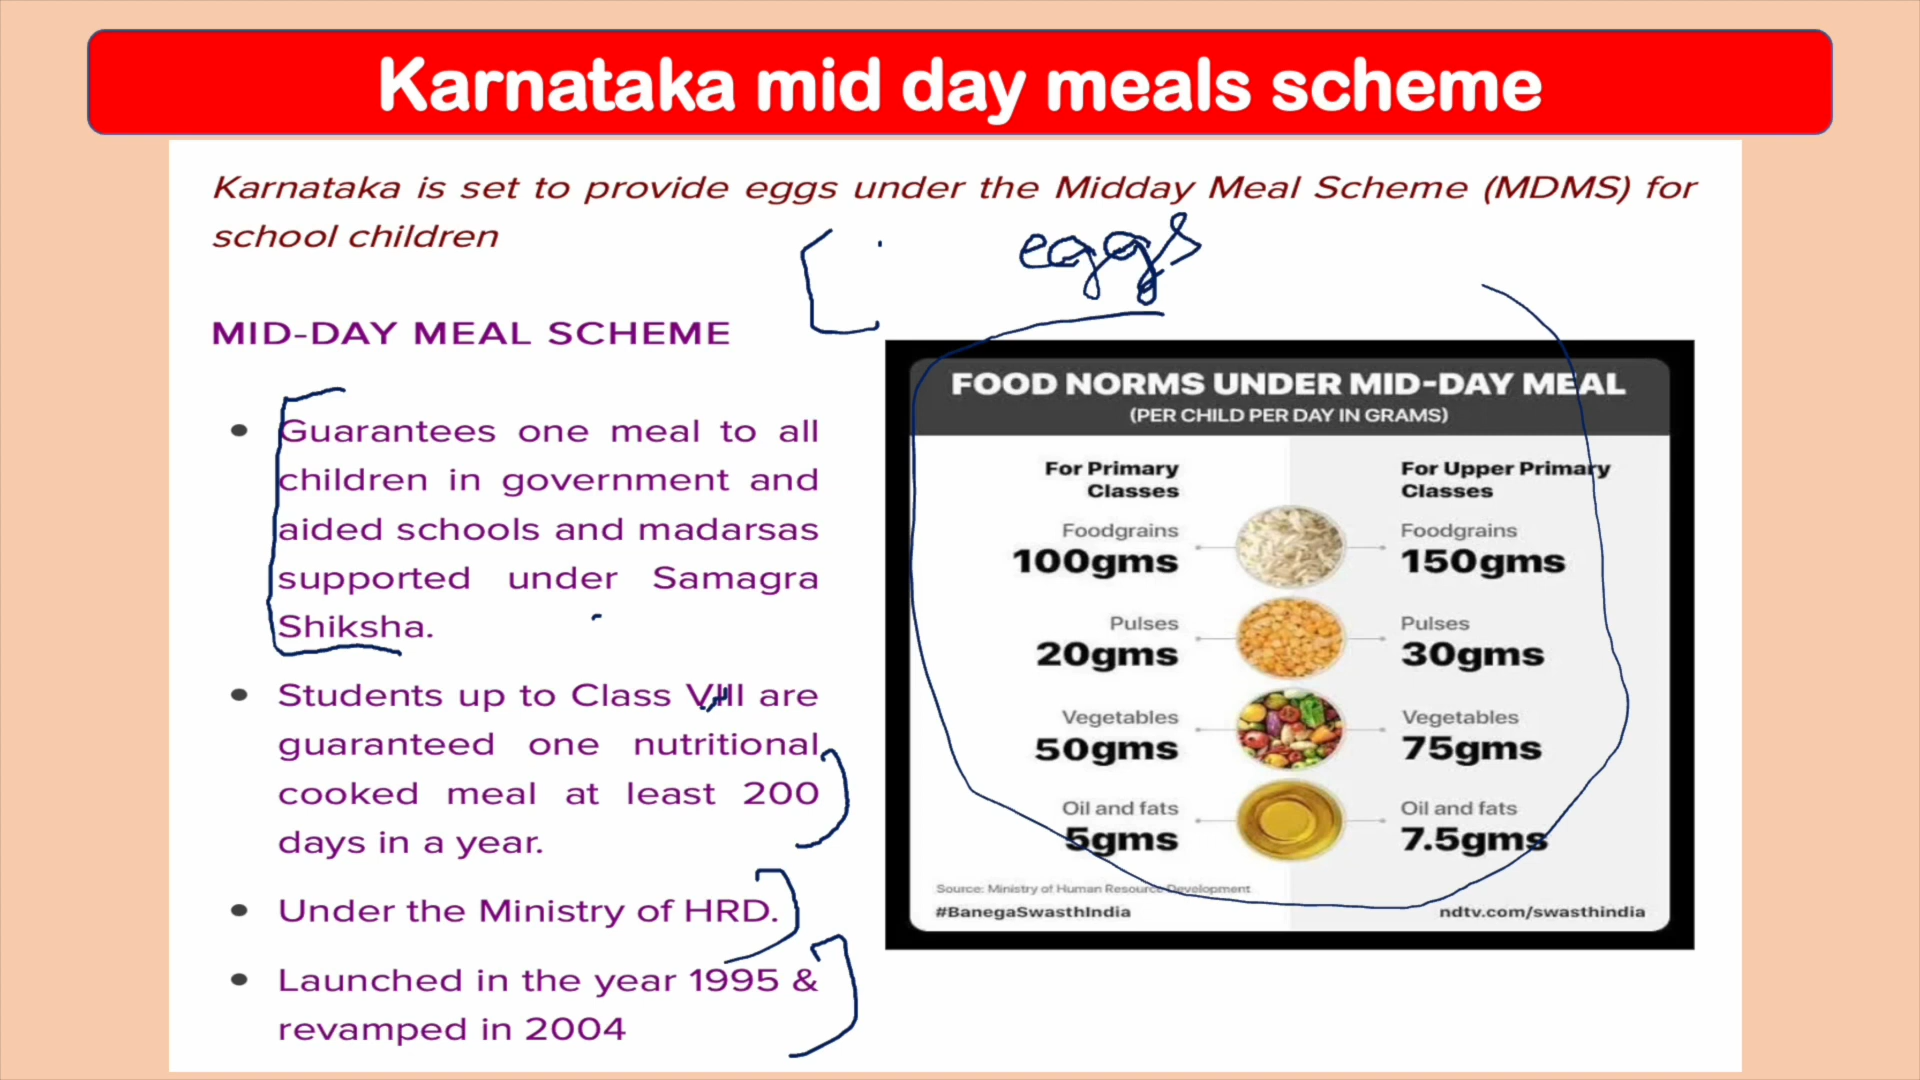 Karnataka mid day meals scheme
Karnataka is set to provide eggs under the Midday Meal Scheme (MDMS) for
school children
eggs
MID-DAY MEAL SCHEME
• Guarantees one meal to all
children in government and
aided schools and madarsas
supported under Samagra
Shiksha.
• Students up to Class VIII are
guaranteed one nutritional
cooked meal at least 200
days in a year.
• Under the Ministry of HRD.
• Launched in the year 1995 &
revamped in 2004
FOOD NORMS UNDER MID-DAY MEAL
(PER CHILD PER DAY IN GRAMS)
For Primary
Classes
For Upper Primary
Classes
Foodgrains
100gms
Foodgrains
150gms
Pulses
20gms
Pulses
30gms
Vegetables
50gms
Vegetables
75gms
Oil and fats
5gms
Oil and fats
7.5gms
Source: Ministry of Human Resource Development
#BanegaSwasthIndia
ndtv.com/swasthindia